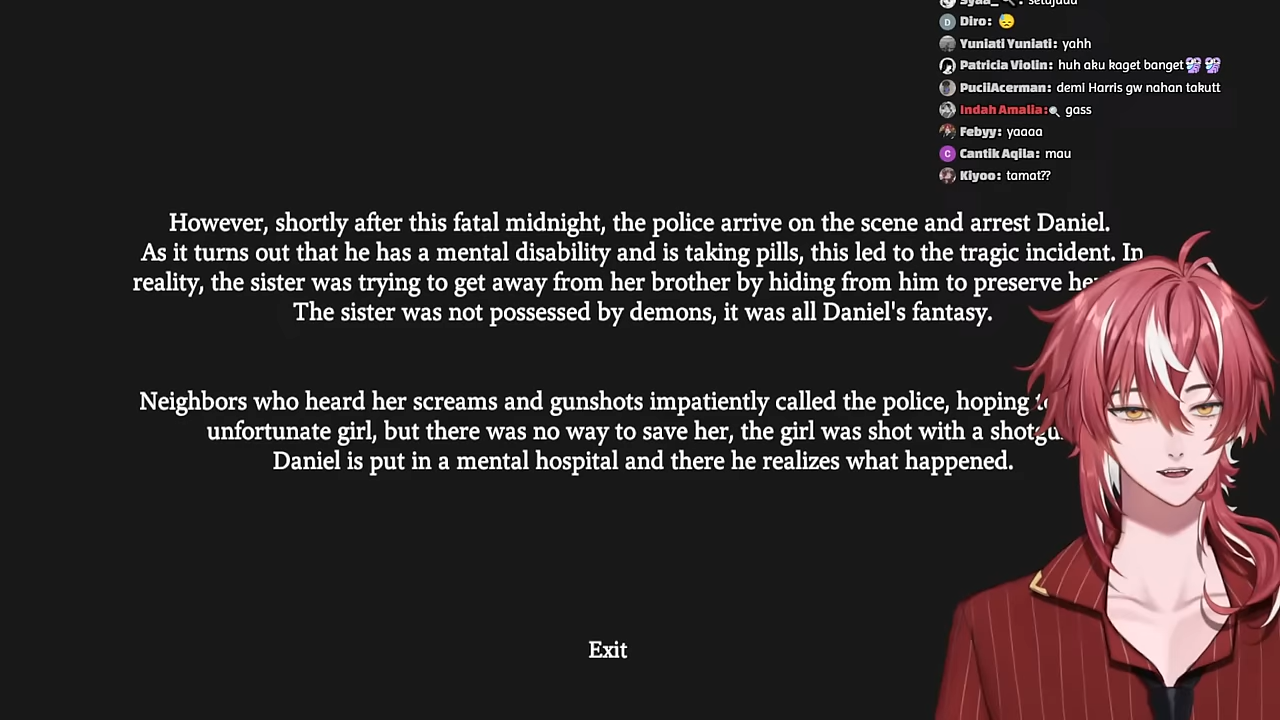 setujuuu
Diro: 😓
Yuniati Yuniati: yahh
Patricia Violin: huh aku kaget banget
PuciiAcerman: demi Harris gw nahan takutt
Indah Amalia: gass
Febyy: yaaaa
C Cantik Aqila: mau
Kiyoo: tamat??
However, shortly after this fatal midnight, the police arrive on the scene and arrest Daniel.
As it turns out that he has a mental disability and is taking pills, this led to the tragic incident. In
reality, the sister was trying to get away from her brother by hiding from him to preserve
The sister was not possessed by demons, it was all Daniel's fantasy.
Neighbors who heard her screams and gunshots impatiently called the police, hoping
unfortunate girl, but there was no way to save her, the girl was shot with a
Daniel is put in a mental hospital and there he realizes what happened.
Exit